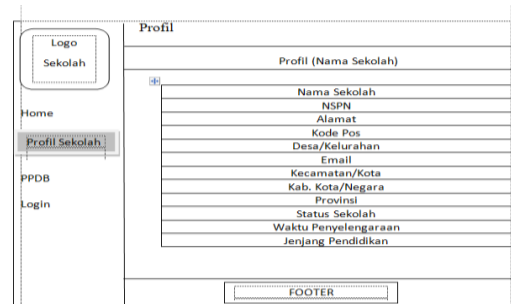 Profil
Logo
Sekolah
Home
Profil Sekolah
PPDB
Login
Profil (Nama Sekolah)
Nama Sekolah
NSPN
Alamat
Kode Pos
Desa/Kelurahan
Email
Kecamatan/Kota
Kab. Kota/Negara
Provinsi
Status Sekolah
Waktu Penyelengaraan
Jenjang Pendidikan
FOOTER